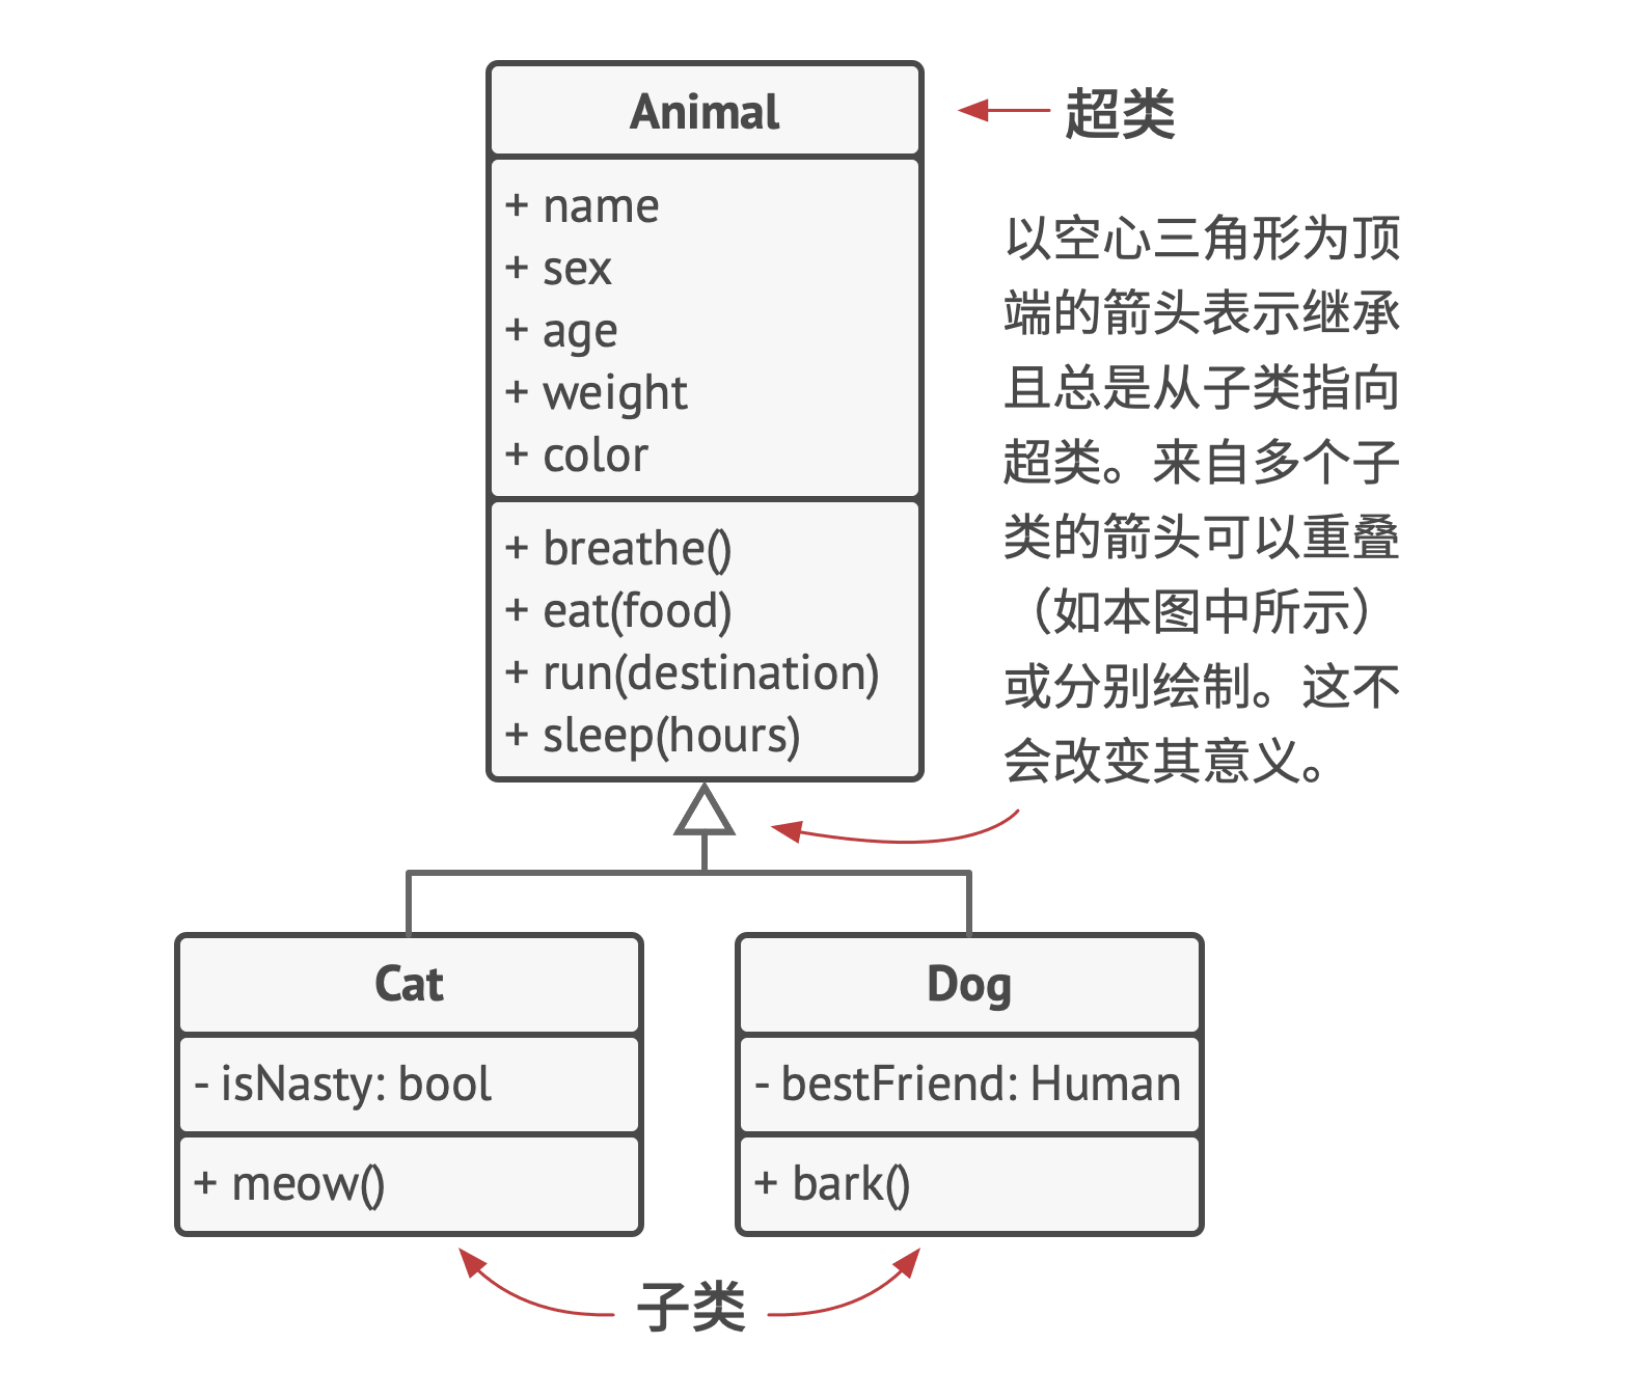 Animal
超类
+ name
+ sex
+ age
+ weight
+ color
+ breathe()
+ eat(food)
+ run(destination)
+ sleep(hours)
以空心三角形为顶
端的箭头表示继承
且总是从子类指向
超类。来自多个子
类的箭头可以重叠
（如本图中所示）
或分别绘制。这不
会改变其意义。
Cat
- isNasty: bool
+ meow()
Dog
- bestFriend: Human
+ bark()
子类